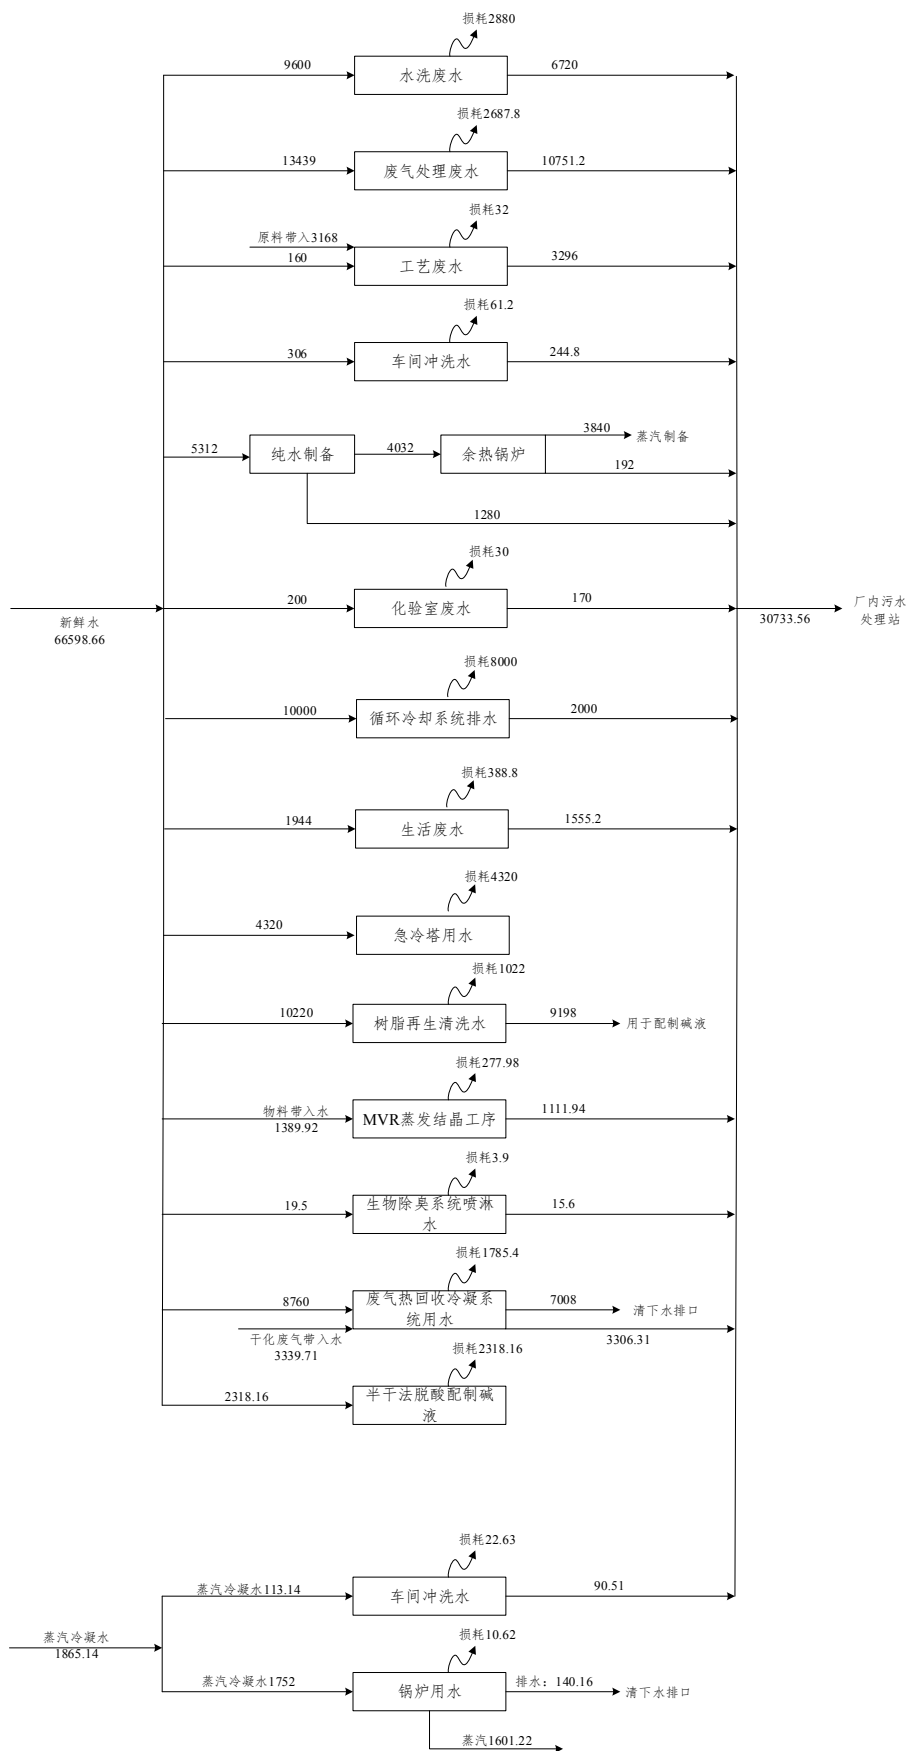 损耗2880
9600
水洗废水
6720
损耗2687.8
13439
废气处理废水
10751.2
损耗32
原料带入3168
160
工艺废水
3296
损耗61.2
306
车间冲洗水
244.8
5312
纯水制备
4032
余热锅炉
3840
蒸汽制备
192
1280
损耗30
新鲜水
66598.66
200
化验室废水
170
30733.56
厂内污水
处理站
损耗8000
10000
循环冷却系统排水
2000
损耗388.8
1944
生活废水
1555.2
损耗4320
4320
急冷塔用水
损耗1022
10220
树脂再生清洗水
9198
用于配制碱液
损耗277.98
物料带入水
1389.92
MVR蒸发结晶工序
1111.94
损耗3.9
19.5
生物除臭系统喷淋
水
15.6
损耗1785.4
8760
废气热回收冷凝系
统用水
7008
清下水排口
干化废气带入水
3339.71
3306.31
损耗2318.16
2318.16
半干法脱酸配制碱
液
损耗22.63
蒸汽冷凝水113.14
车间冲洗水
90.51
蒸汽冷凝水
1865.14
损耗10.62
蒸汽冷凝水1752
锅炉用水
排水：140.16
清下水排口
蒸汽1601.22